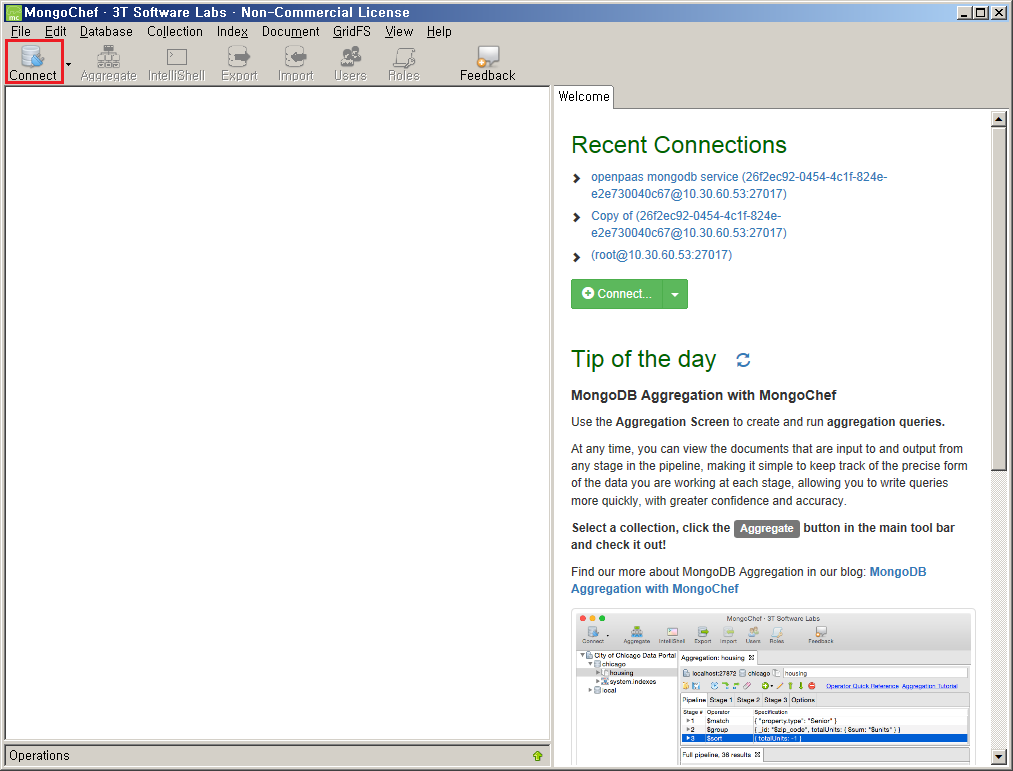 MongoChef - 3T Software Labs - Non-Commercial License
File Edit Database Collection Index Document GridFS View Help
Connect Aggregate IntelliShell Export Import Users Roles Feedback
Welcome
Recent Connections
openpaas mongodb service (26f2ec92-0454-4c1f-824e-
e2e730040c67@10.30.60.53:27017)
Copy of (26f2ec92-0454-4c1f-824e-
e2e730040c67@10.30.60.53:27017)
(root@10.30.60.53:27017)
Connect...
Tip of the day
MongoDB Aggregation with MongoChef
Use the Aggregation Screen to create and run aggregation queries.
At any time, you can view the documents that are input to and output from
any stage in the pipeline, making it simple to keep track of the precise form
of the data you are working at each stage, allowing you to write queries
more quickly, with greater confidence and accuracy.
Select a collection, click the Aggregate button in the main tool bar
and check it out!
Find our more about MongoDB Aggregation in our blog: MongoDB
Aggregation with MongoChef
MongoChef - 3T Software Labs
Connect Aggregate IntelliShell Export Import Users Roles Feedback
City of Chicago Data Portal
chicago
housing
system.indexes
local
Aggregation: housing
localhost:27872 chicago housing
Operator Quick Reference Aggregation Tutorial
Pipeline Stage 1 Stage 2 Stage 3 Options
Stage # Operator Specification
1 $match { "property.type": "Senior" }
2 $group { _id: "$zip_code", totalUnits: { $sum: "$units" } }
3 $sort { totalUnits: -1 }
Full pipeline, 36 results
Operations